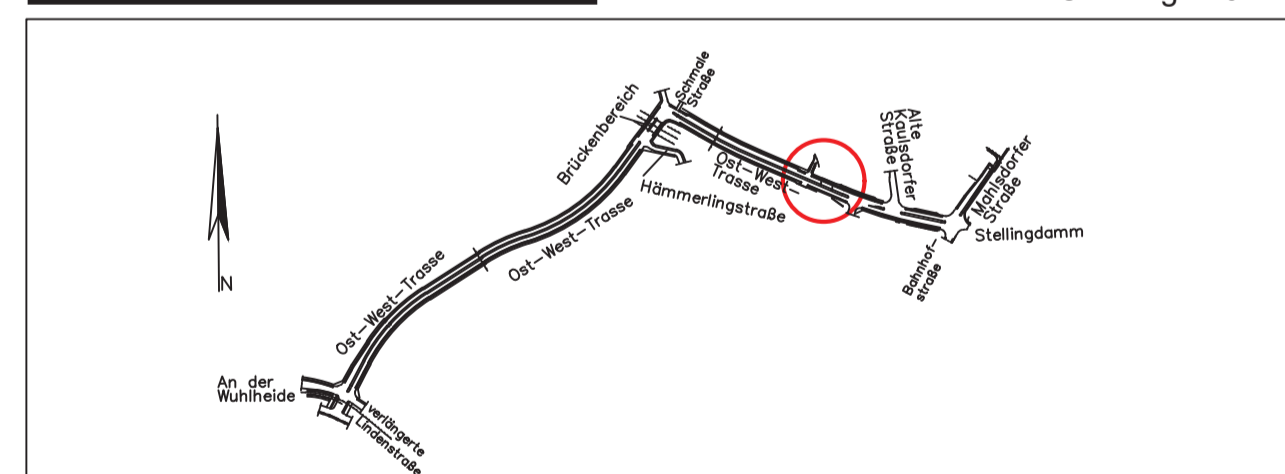 Schmale
Straße
Brückenbereich
Alte
Kaulsdorfer
Straße
Mahlsdorfer
Straße
Ost-West-
Trasse
Hämmerlingstraße
Ost-West-Trasse
Stellingdamm
Bahnhof-
straße
Ost-West-Trasse
N
An der
Wuhlheide
verlängerte
Lindenstraße